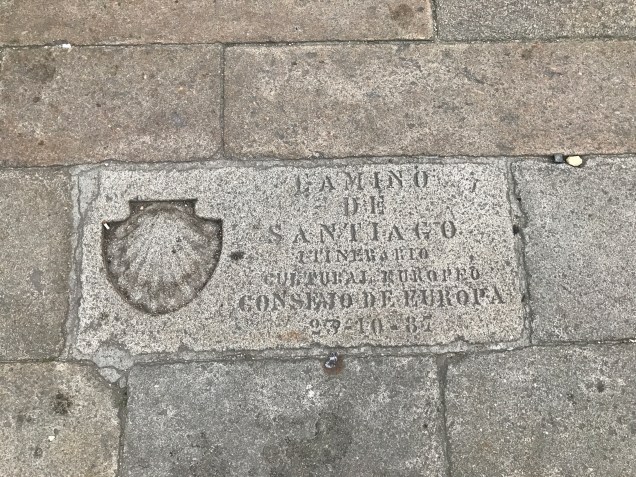 CAMINO
DE
SANTIAGO
ITINERARIO
CULTURAL EUROPEO
CONSEJO DE EUROPA
23-10-87